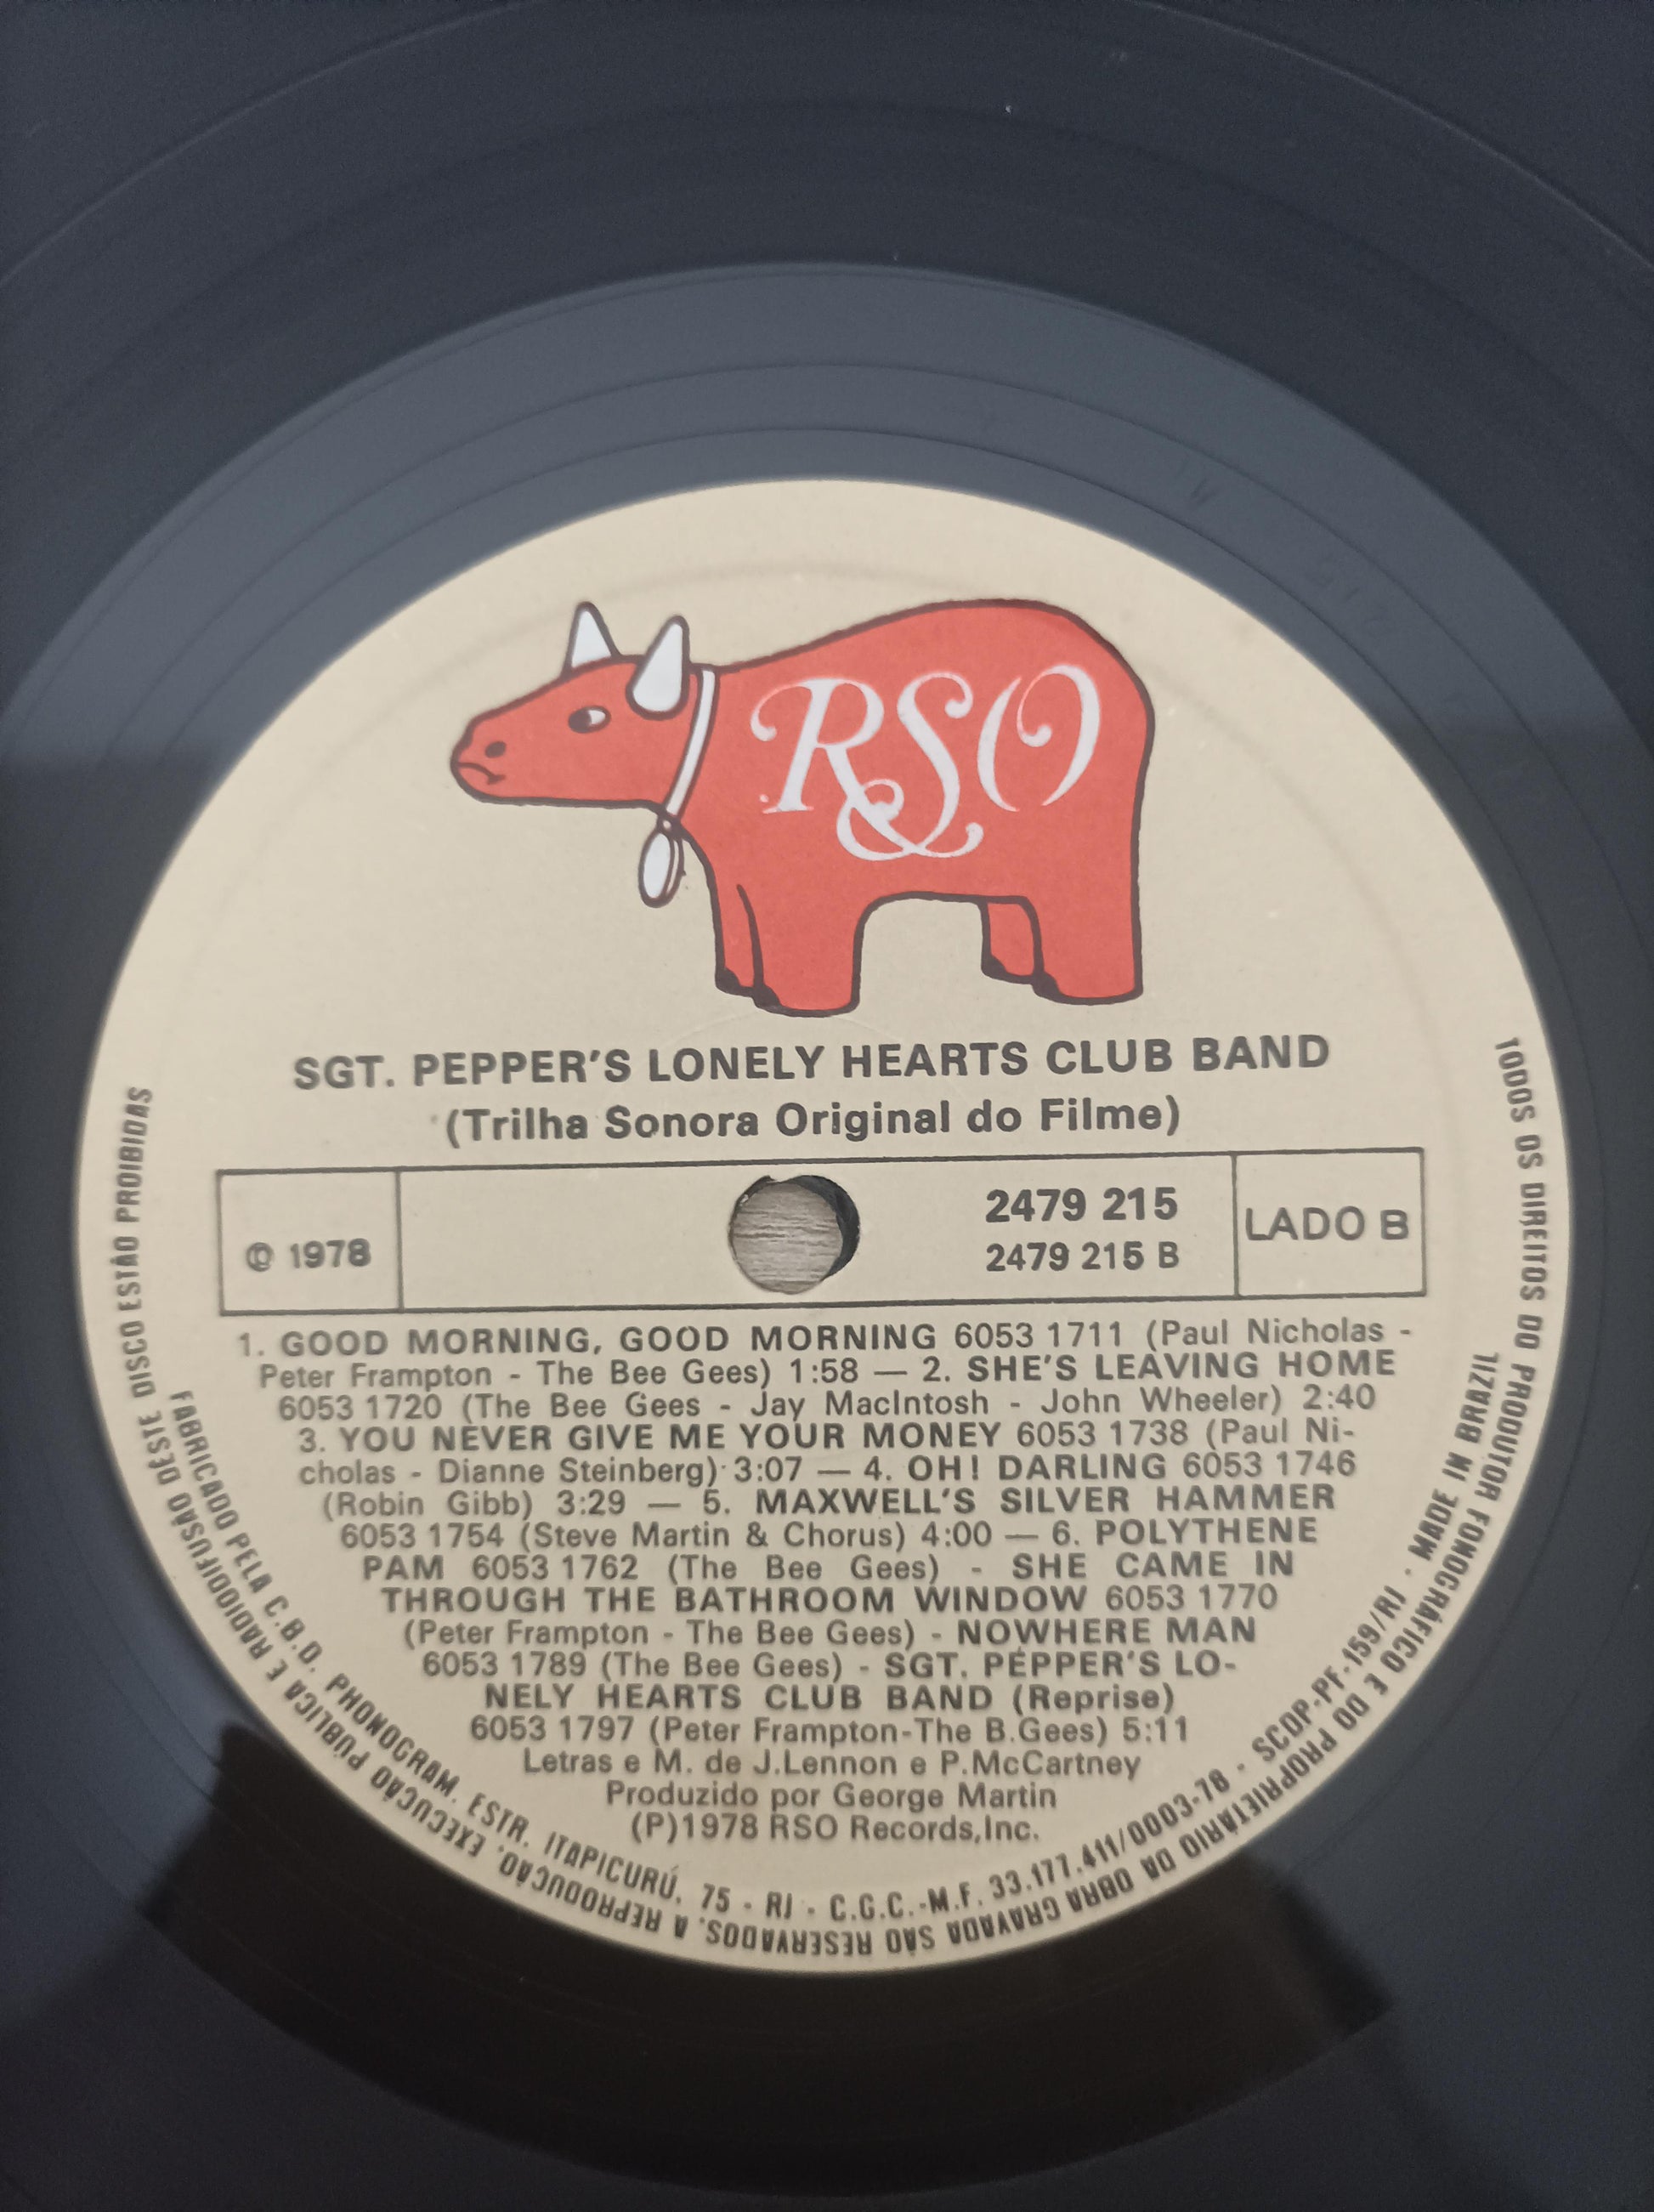 RSO
SGT. PEPPER'S LONELY HEARTS CLUB BAND
(Trilha Sonora Original do Filme)
℗ 1978
2479 215
2479 215 B
LADO B
1. GOOD MORNING, GOOD MORNING 6053 1711 (Paul Nicholas -
Peter Frampton - The Bee Gees) 1:58 — 2. SHE'S LEAVING HOME
6053 1720 (The Bee Gees - Jay MacIntosh - John Wheeler) 2:40
3. YOU NEVER GIVE ME YOUR MONEY 6053 1738 (Paul Ni-
cholas - Dianne Steinberg) 3:07 — 4. OH! DARLING 6053 1746
(Robin Gibb) 3:29 — 5. MAXWELL'S SILVER HAMMER
6053 1754 (Steve Martin & Chorus) 4:00 — 6. POLYTHENE
PAM 6053 1762 (The Bee Gees) - SHE CAME IN
THROUGH THE BATHROOM WINDOW 6053 1770
(Peter Frampton - The Bee Gees) - NOWHERE MAN
6053 1789 (The Bee Gees) - SGT. PEPPER'S LO-
NELY HEARTS CLUB BAND (Reprise)
6053 1797 (Peter Frampton-The B.Gees) 5:11
Letras e M. de J.Lennon e P.McCartney
Produzido por George Martin
(P)1978 RSO Records,Inc.
FABRICADO PELA C.B.D. PHONOGRAM. ESTR. ITAPICURÚ, 75 - RJ - C.G.C.-M.F. 33.177.411/0003-78 - SCDP-PF-159/RJ - MADE IN BRAZIL
TODOS OS DIREITOS DO PRODUTOR FONOGRÁFICO E DO PROPRIETÁRIO DA OBRA GRAVADA SÃO RESERVADOS. A REPRODUÇÃO, EXECUÇÃO PÚBLICA E RADIODIFUSÃO DESTE DISCO ESTÃO PROIBIDAS